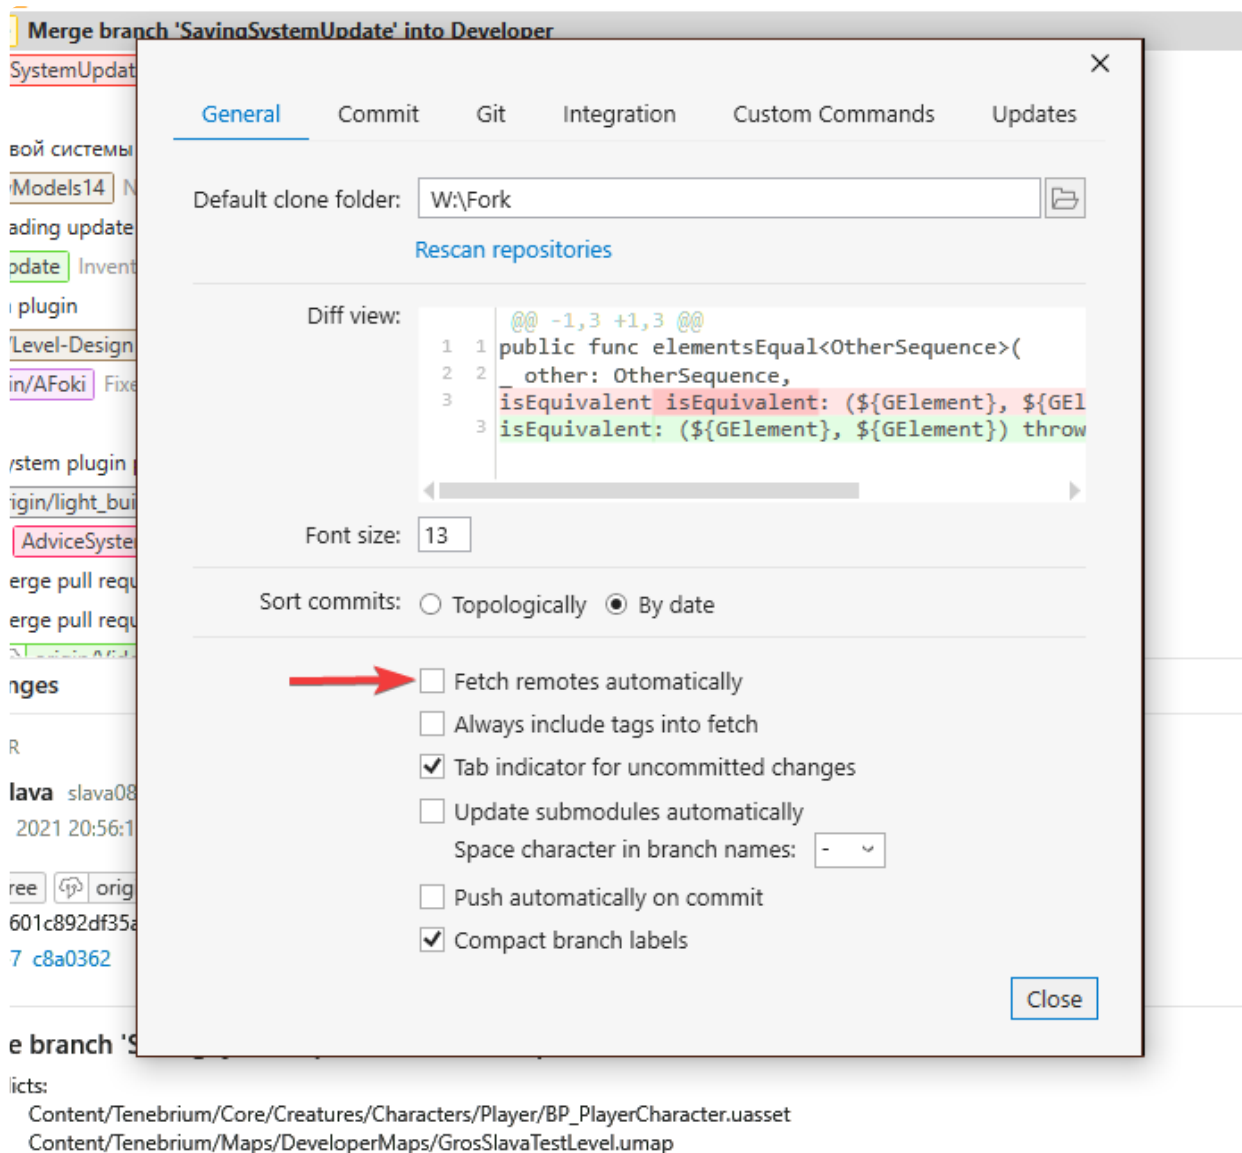 Merge branch 'SavingSystemUpdate' into Developer
SystemUpdat
вой системы
Models14 N
ading update
pdate Invent
plugin
/Level-Design
in/AFoki Fixe
ystem plugin
igin/light_bui
AdviceSyste
erge pull requ
erge pull requ
nges
R
lava slava08
2021 20:56:1
ree orig
601c892df35a
7 c8a0362
General Commit Git Integration Custom Commands Updates
Default clone folder: W:\Fork
Rescan repositories
Diff view:
@@ -1,3 +1,3 @@
1 1 public func elementsEqual<OtherSequence>(
2 2 _ other: OtherSequence,
3 isEquivalent isEquivalent: (${GElement}, ${GEl
3 isEquivalent: (${GElement}, ${GElement}) throw
Font size: 13
Sort commits: Topologically By date
Fetch remotes automatically
Always include tags into fetch
Tab indicator for uncommitted changes
Update submodules automatically
Space character in branch names: -
Push automatically on commit
Compact branch labels
Close
e branch 'S
licts:
Content/Tenebrium/Core/Creatures/Characters/Player/BP_PlayerCharacter.uasset
Content/Tenebrium/Maps/DeveloperMaps/GrosSlavaTestLevel.umap